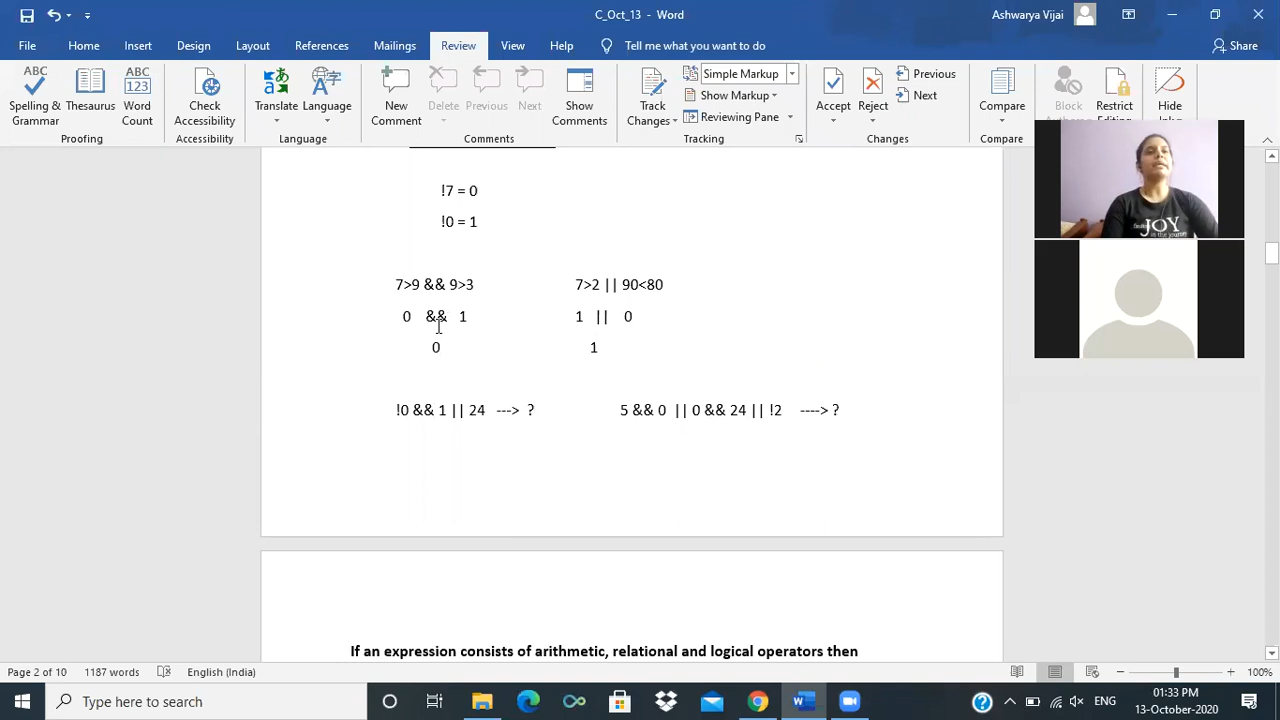 C_Oct_13 - Word
Ashwarya Vijai
File Home Insert Design Layout References Mailings Review View Help Tell me what you want to do Share
Spelling & Grammar
Thesaurus
Word Count
Proofing
Check Accessibility
Accessibility
Translate
Language
Language
New Comment
Delete
Previous
Next
Show Comments
Comments
Track Changes
Simple Markup
Show Markup
Reviewing Pane
Tracking
Accept
Reject
Previous
Next
Changes
Compare
Compare
Block
Restrict Editing
Hide
!7 = 0
!0 = 1
7>9 && 9>3 7>2 || 90<80
0 && 1 1 || 0
0 1
!0 && 1 || 24 ---> ? 5 && 0 || 0 && 24 || !2 ----> ?
If an expression consists of arithmetic, relational and logical operators then
JOY
Page 2 of 10 1187 words English (India) 100%
Type here to search
ENG
01:33 PM
13-October-2020